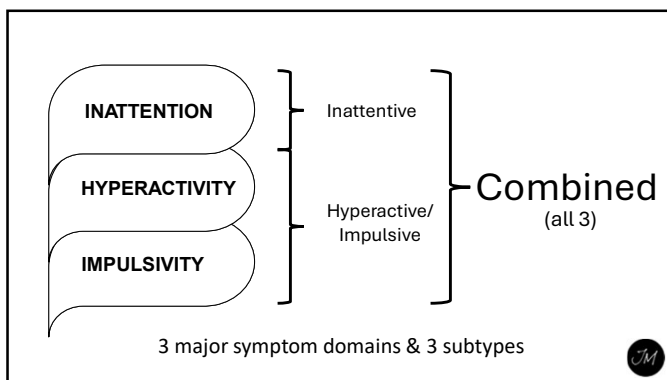 INATTENTION
Inattentive
HYPERACTIVITY
Hyperactive/
Impulsive
IMPULSIVITY
Combined
(all 3)
3 major symptom domains & 3 subtypes
JM